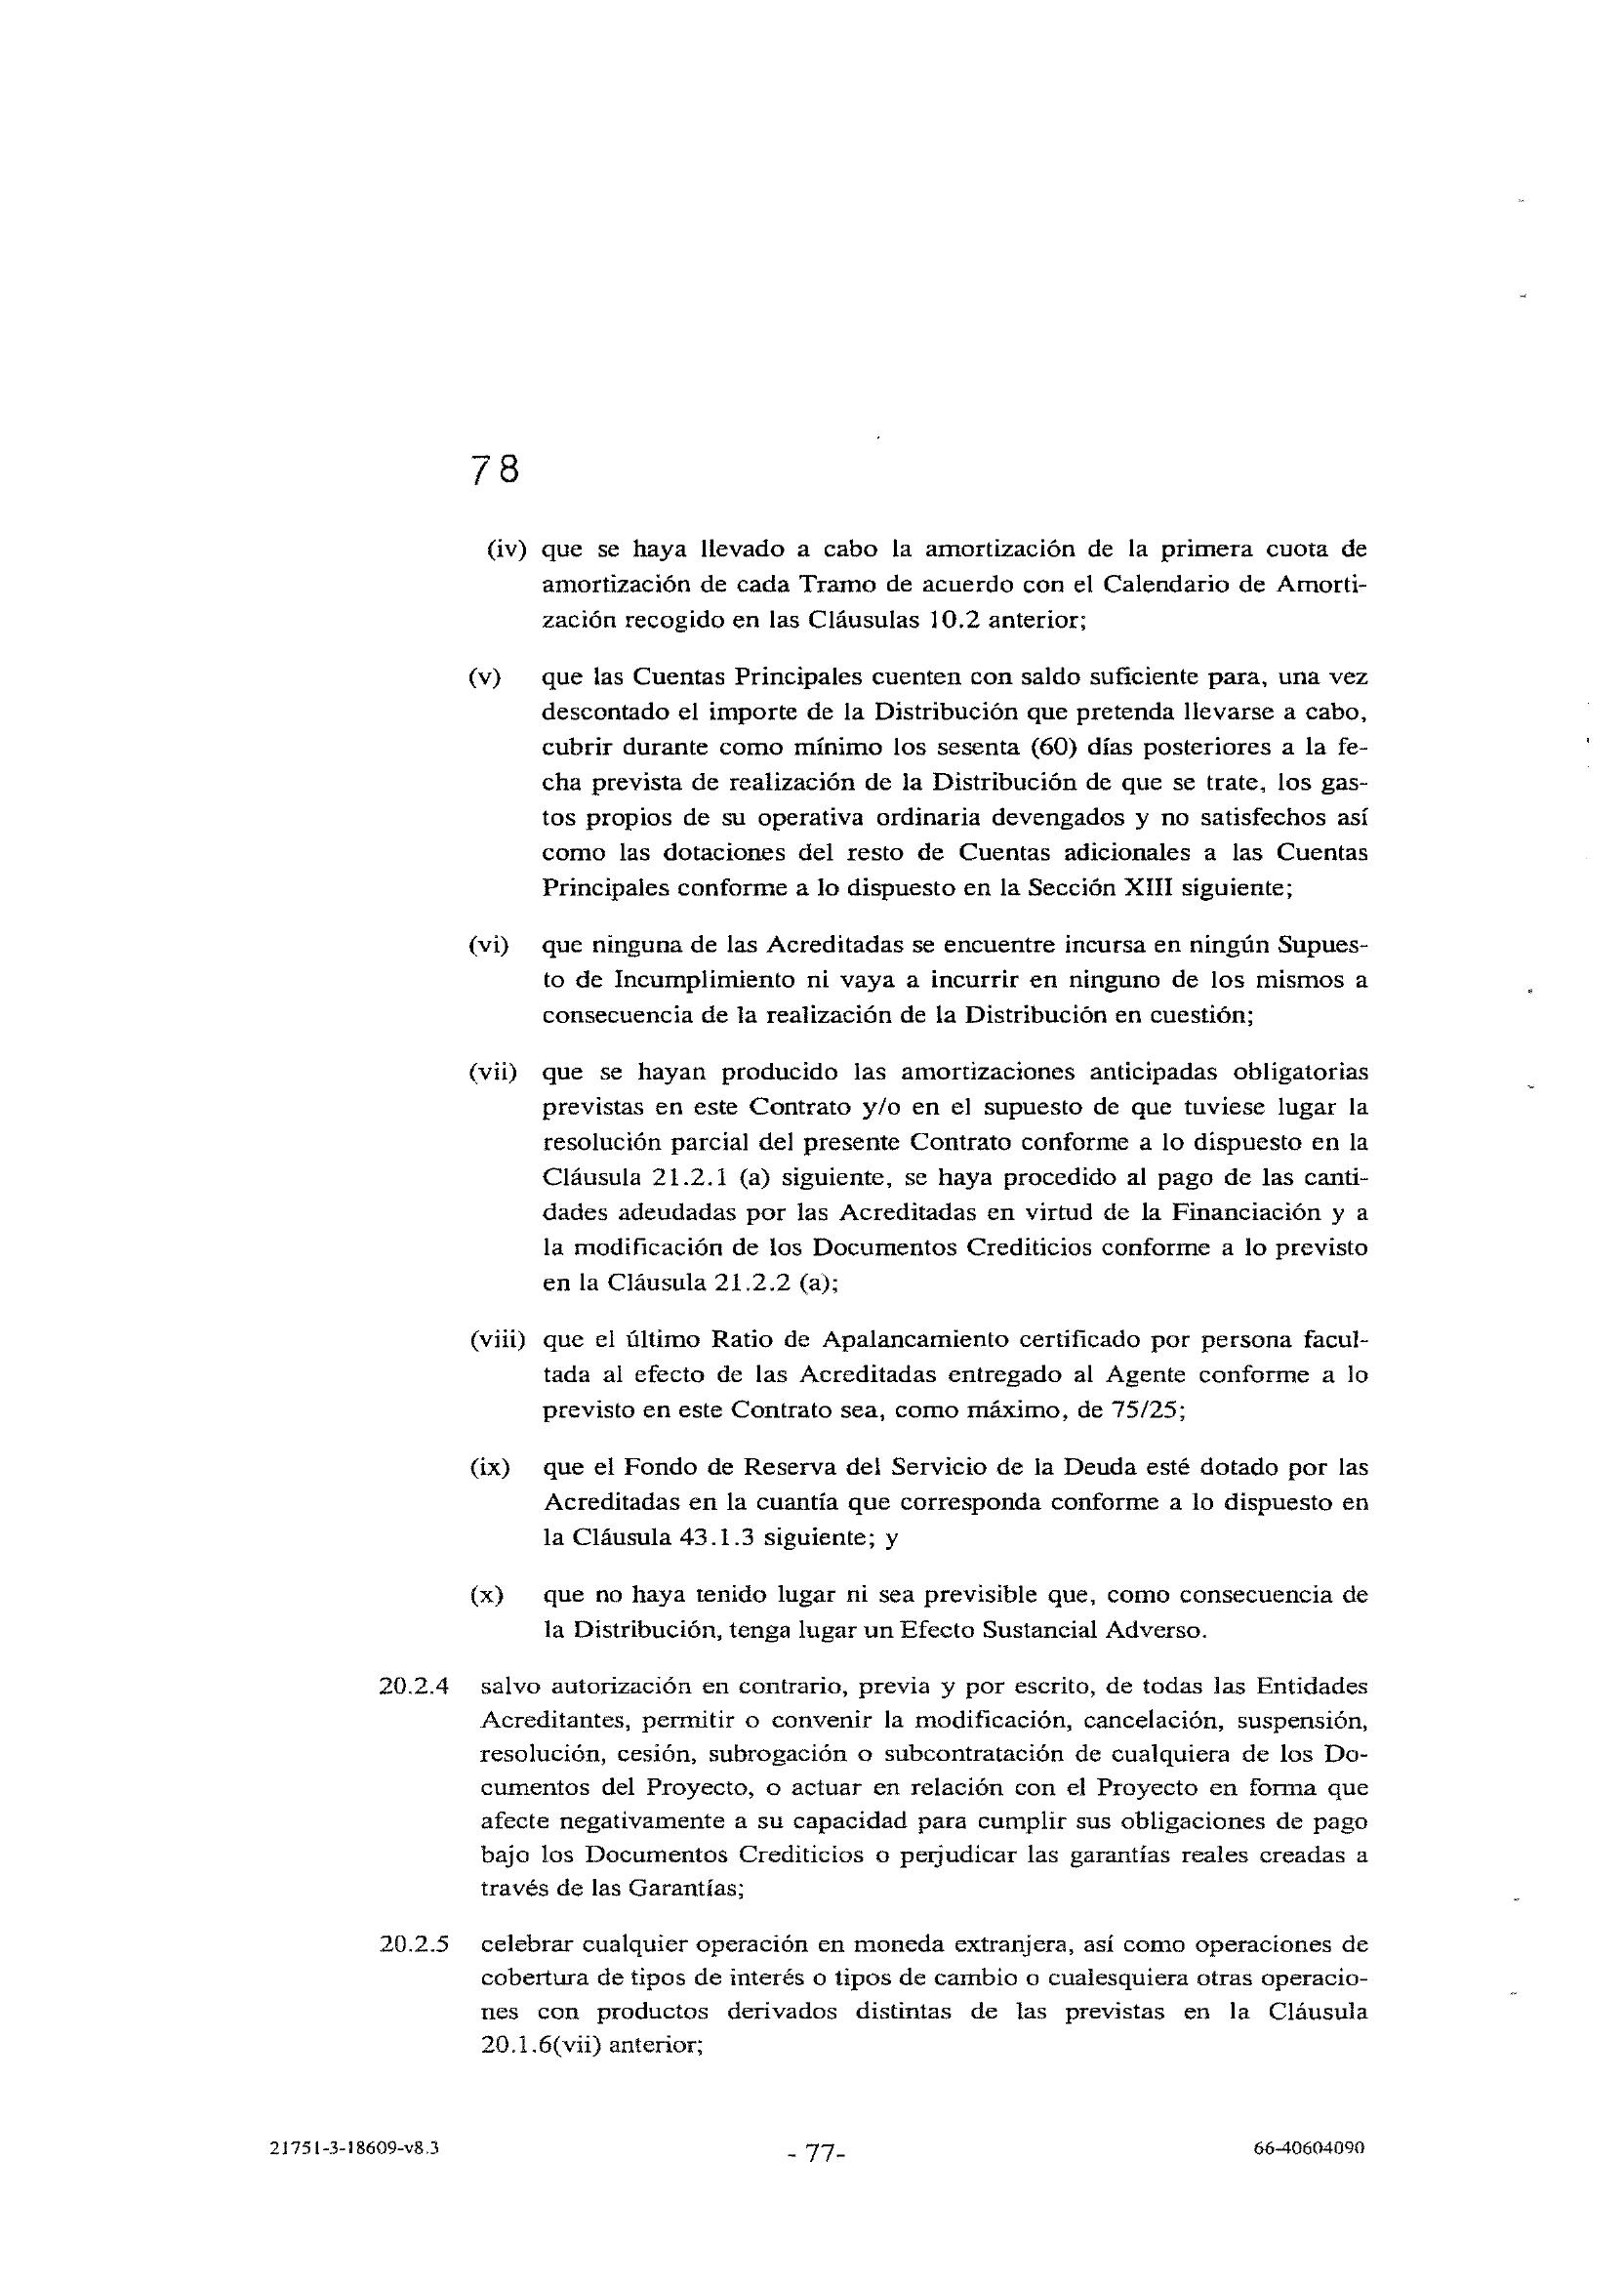 78
(iv) que se haya llevado a cabo la amortización de la primera cuota de
amortización de cada Tramo de acuerdo con el Calendario de Amorti-
zación recogido en las Cláusulas 10.2 anterior;
(v) que las Cuentas Principales cuenten con saldo suficiente para, una vez
descontado el importe de la Distribución que pretenda llevarse a cabo,
cubrir durante como mínimo los sesenta (60) días posteriores a la fe-
cha prevista de realización de la Distribución de que se trate, los gas-
tos propios de su operativa ordinaria devengados y no satisfechos así
como las dotaciones del resto de Cuentas adicionales a las Cuentas
Principales conforme a lo dispuesto en la Sección XIII siguiente;
(vi) que ninguna de las Acreditadas se encuentre incursa en ningún Supues-
to de Incumplimiento ni vaya a incurrir en ninguno de los mismos a
consecuencia de la realización de la Distribución en cuestión;
(vii) que se hayan producido las amortizaciones anticipadas obligatorias
previstas en este Contrato y/o en el supuesto de que tuviese lugar la
resolución parcial del presente Contrato conforme a lo dispuesto en la
Cláusula 21.2.1 (a) siguiente, se haya procedido al pago de las canti-
dades adeudadas por las Acreditadas en virtud de la Financiación y a
la modificación de los Documentos Crediticios conforme a lo previsto
en la Cláusula 21.2.2 (a);
(viii) que el último Ratio de Apalancamiento certificado por persona facul-
tada al efecto de las Acreditadas entregado al Agente conforme a lo
previsto en este Contrato sea, como máximo, de 75/25;
(ix) que el Fondo de Reserva del Servicio de la Deuda esté dotado por las
Acreditadas en la cuantía que corresponda conforme a lo dispuesto en
la Cláusula 43.1.3 siguiente; y
(x) que no haya tenido lugar ni sea previsible que, como consecuencia de
la Distribución, tenga lugar un Efecto Sustancial Adverso.
20.2.4 salvo autorización en contrario, previa y por escrito, de todas las Entidades
Acreditantes, permitir o convenir la modificación, cancelación, suspensión,
resolución, cesión, subrogación o subcontratación de cualquiera de los Do-
cumentos del Proyecto, o actuar en relación con el Proyecto en forma que
afecte negativamente a su capacidad para cumplir sus obligaciones de pago
bajo los Documentos Crediticios o perjudicar las garantías reales creadas a
través de las Garantías;
20.2.5 celebrar cualquier operación en moneda extranjera, así como operaciones de
cobertura de tipos de interés o tipos de cambio o cualesquiera otras operacio-
nes con productos derivados distintas de las previstas en la Cláusula
20.1.6(vii) anterior;
21751-3-18609-v8.3 - 77- 66-40604090